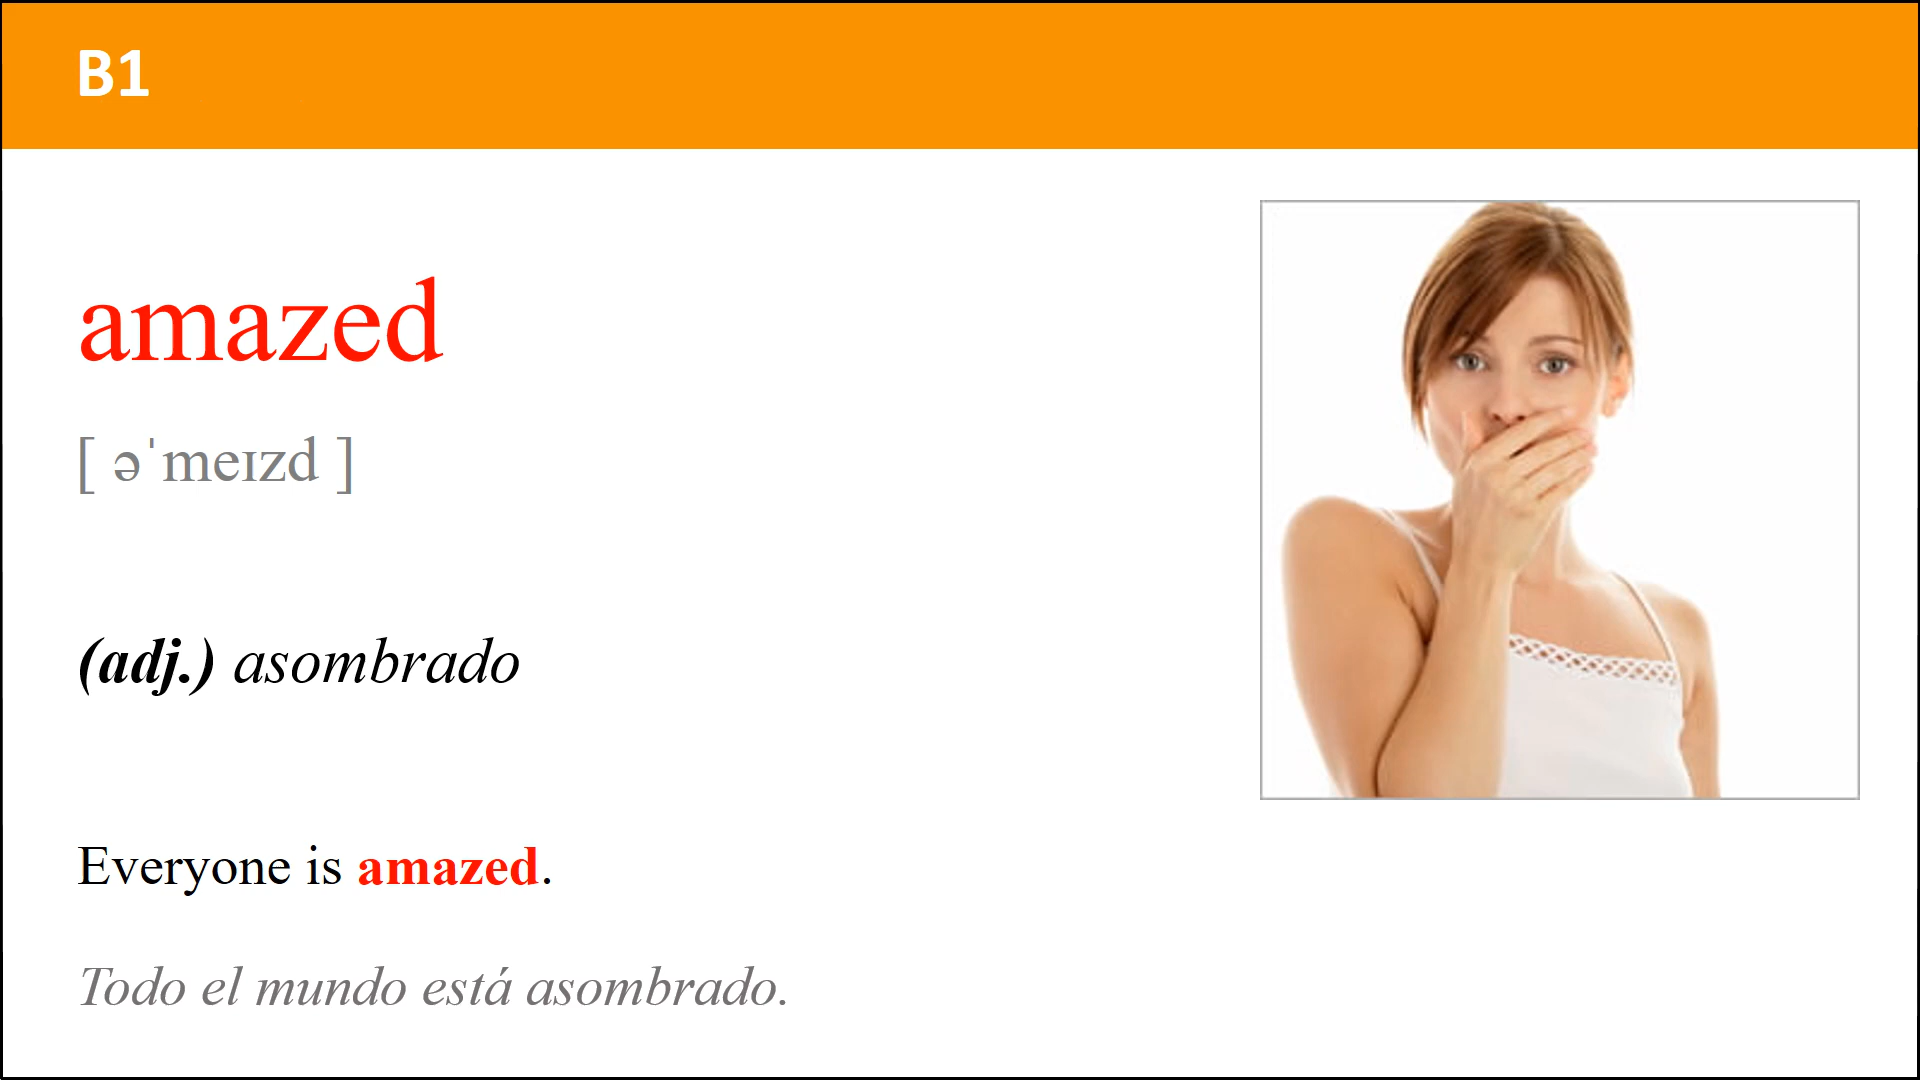 B1
amazed
[ əˈmeɪzd ]
(adj.) asombrado
Everyone is amazed.
Todo el mundo está asombrado.